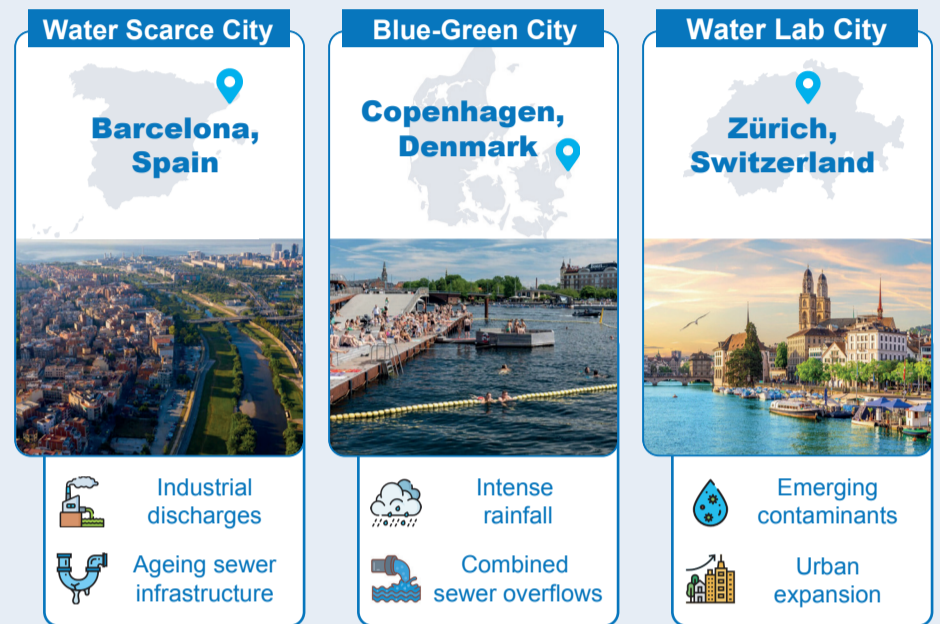 Water Scarce City
Barcelona,
Spain
Industrial
discharges
Ageing sewer
infrastructure
Blue-Green City
Copenhagen,
Denmark
Intense
rainfall
Combined
sewer overflows
Water Lab City
Zürich,
Switzerland
Emerging
contaminants
Urban
expansion